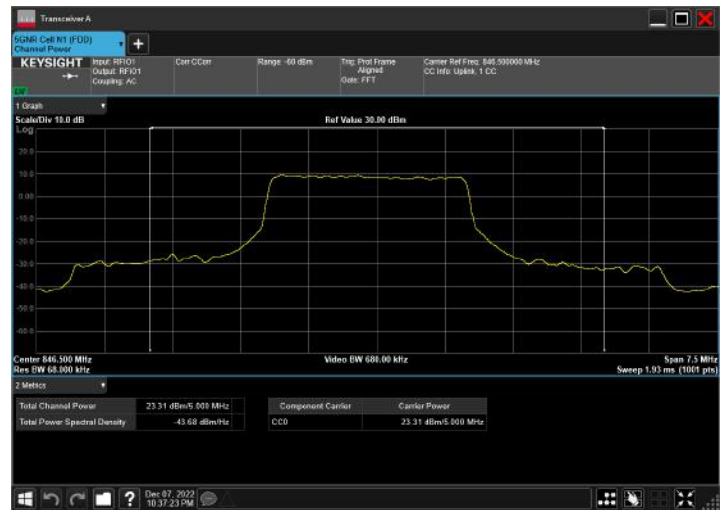 Transceiver A
5GNR Cell N1 (FDD)
Channel Power
KEYSIGHT
Input: RFIO1
Output: RFIO1
Coupling: AC
Corr CCorr
Range: -60 dBm
Trig: Prot Frame
Aligned
Gate: FFT
Carrier Ref Freq: 846.500000 MHz
CC Info: Uplink, 1 CC
1 Graph
Scale/Div 10.0 dB
Ref Value 30.00 dBm
Log
20.0
10.0
0.00
-10.0
-20.0
-30.0
-40.0
-50.0
-60.0
Center 846.500 MHz
Video BW 680.00 kHz
Span 7.5 MHz
Res BW 68.000 kHz
Sweep 1.93 ms (1001 pts)
2 Metrics
Total Channel Power 23.31 dBm/5.000 MHz
Total Power Spectral Density -43.68 dBm/Hz
Component Carrier Carrier Power
CC0 23.31 dBm/5.000 MHz
Dec 07, 2022
10:37:23 PM